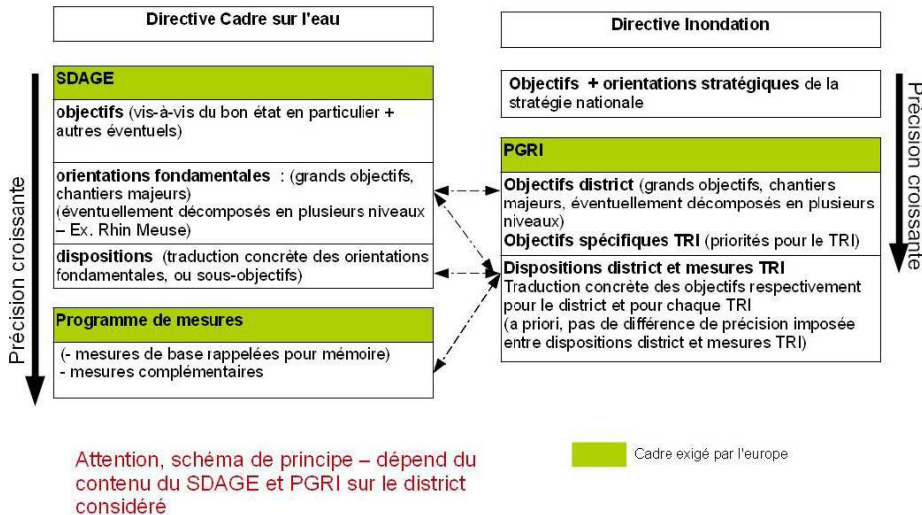 Directive Cadre sur l'eau
SDAGE
objectifs (vis-à-vis du bon état en particulier +
autres éventuels)
orientations fondamentales : (grands objectifs,
chantiers majeurs)
(éventuellement décomposés en plusieurs niveaux
– Ex. Rhin Meuse)
dispositions (traduction concrète des orientations
fondamentales, ou sous-objectifs)
Programme de mesures
(- mesures de base rappelées pour mémoire)
- mesures complémentaires
Précision croissante
Directive Inondation
Objectifs + orientations stratégiques de la
stratégie nationale
PGRI
Objectifs district (grands objectifs, chantiers
majeurs, éventuellement décomposés en plusieurs
niveaux)
Objectifs spécifiques TRI (priorités pour le TRI)
Dispositions district et mesures TRI
Traduction concrète des objectifs respectivement
pour le district et pour chaque TRI
(a priori, pas de différence de précision imposée
entre dispositions district et mesures TRI)
Précision croissante
Attention, schéma de principe – dépend du
contenu du SDAGE et PGRI sur le district
considéré
Cadre exigé par l'europe